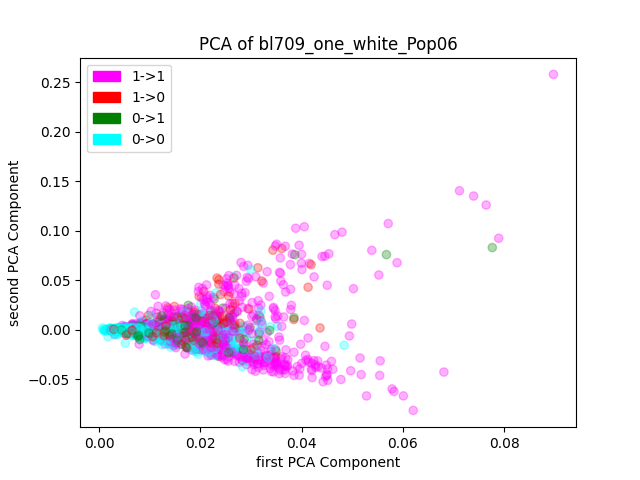 PCA of bl709_one_white_Pop06
1->1
1->0
0->1
0->0
second PCA Component
0.25
0.20
0.15
0.10
0.05
0.00
−0.05
0.00 0.02 0.04 0.06 0.08
first PCA Component